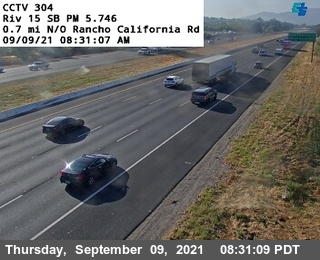 CCTV 304
Riv 15 SB PM 5.746
0.7 mi N/O Rancho California Rd
09/09/21 08:31:07 AM
Thursday, September 09, 2021 08:31:09 PDT